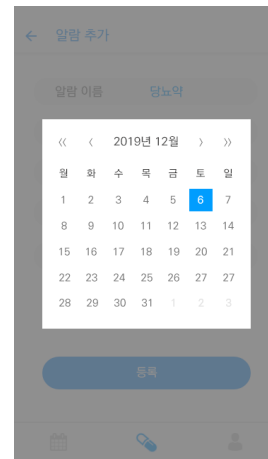 ← 알람 추가
알람 이름 당뇨약
《 〈 2019년 12월 〉 》
월 화 수 목 금 토 일
1 2 3 4 5 6 7
8 9 10 11 12 13 14
15 16 17 18 19 20 21
22 23 24 25 26 27 27
28 29 30 31 1 2 3
등록